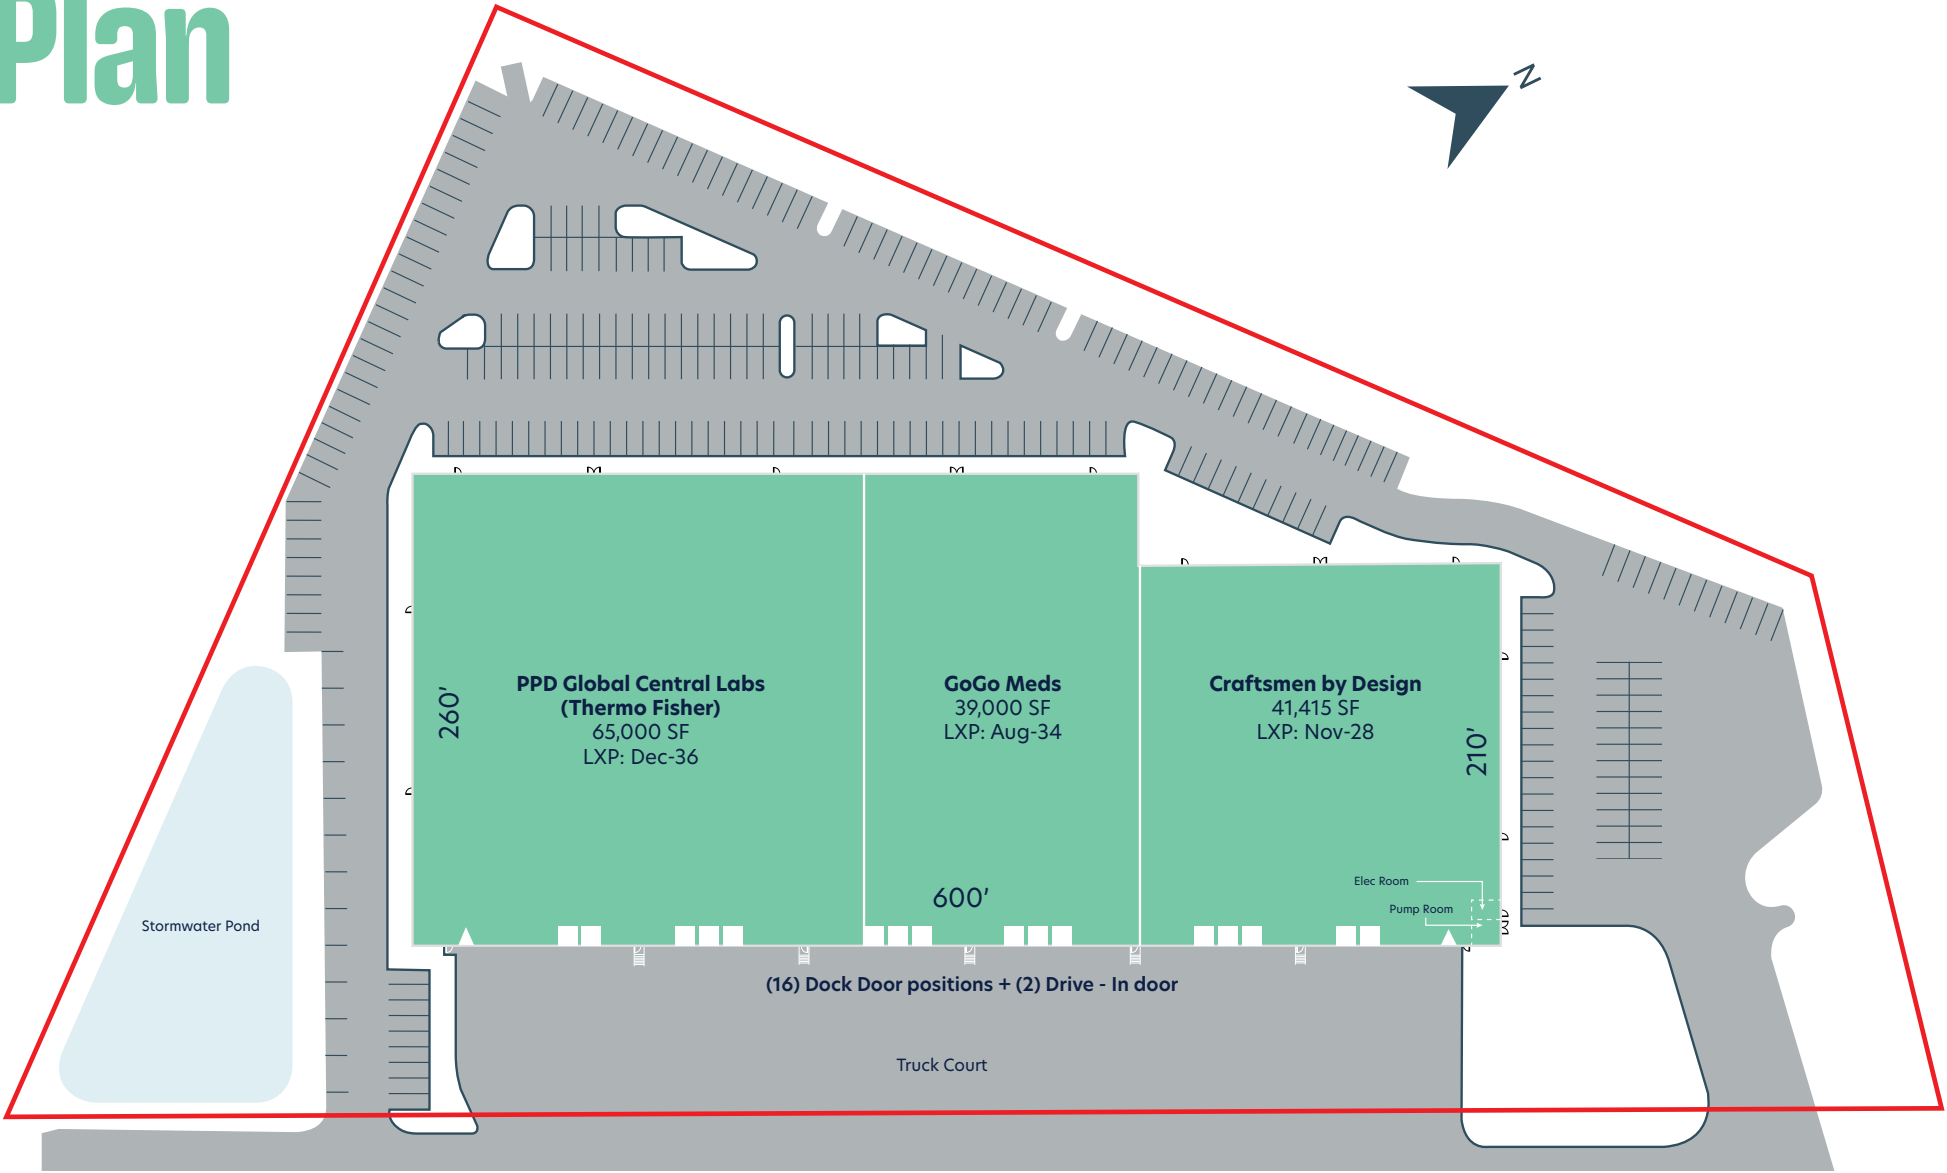 Plan
N
PPD Global Central Labs
(Thermo Fisher)
65,000 SF
LXP: Dec-36
260'
GoGo Meds
39,000 SF
LXP: Aug-34
Craftsmen by Design
41,415 SF
LXP: Nov-28
210'
600'
Elec Room
Pump Room
Stormwater Pond
(16) Dock Door positions + (2) Drive - In door
Truck Court